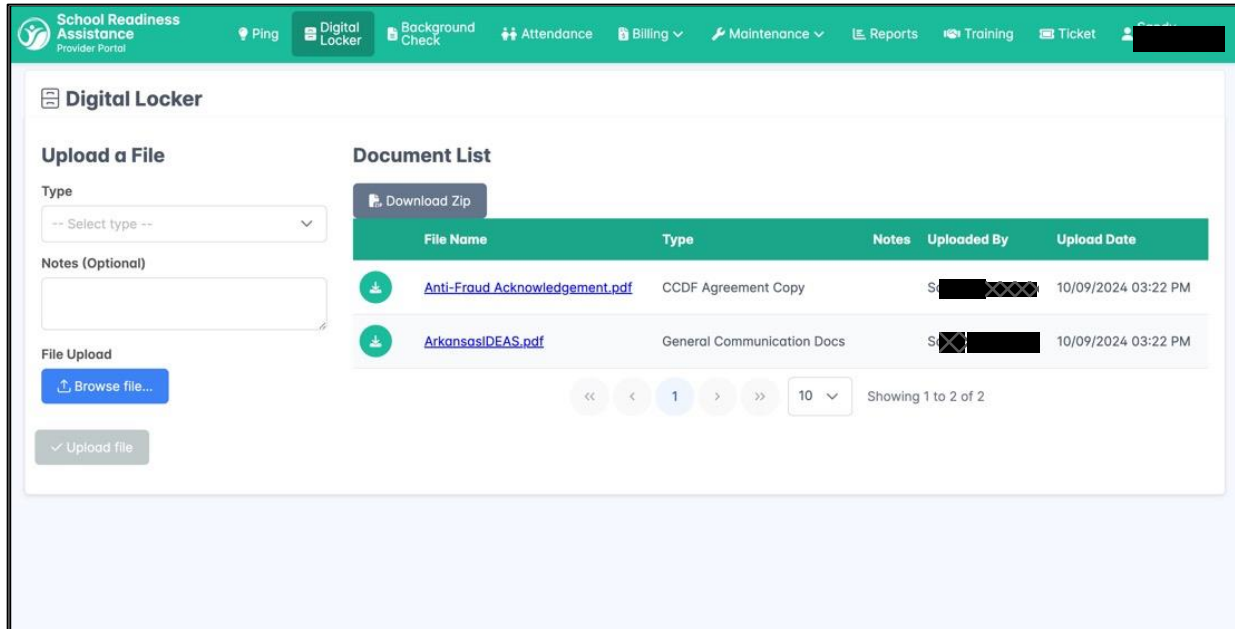 School Readiness
Assistance
Provider Portal
Ping
Digital
Locker
Background
Check
Attendance
Billing
Maintenance
Reports
Training
Ticket
Digital Locker
Upload a File
Type
-- Select type --
Notes (Optional)
File Upload
Browse file...
Upload file
Document List
Download Zip
File Name Type Notes Uploaded By Upload Date
Anti-Fraud Acknowledgement.pdf CCDF Agreement Copy 10/09/2024 03:22 PM
ArkansasIDEAS.pdf General Communication Docs 10/09/2024 03:22 PM
<< < 1 > >> 10 Showing 1 to 2 of 2